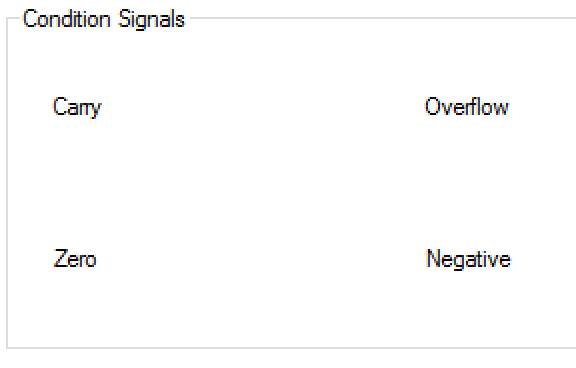 Condition Signals
Carry
Overflow
Zero
Negative